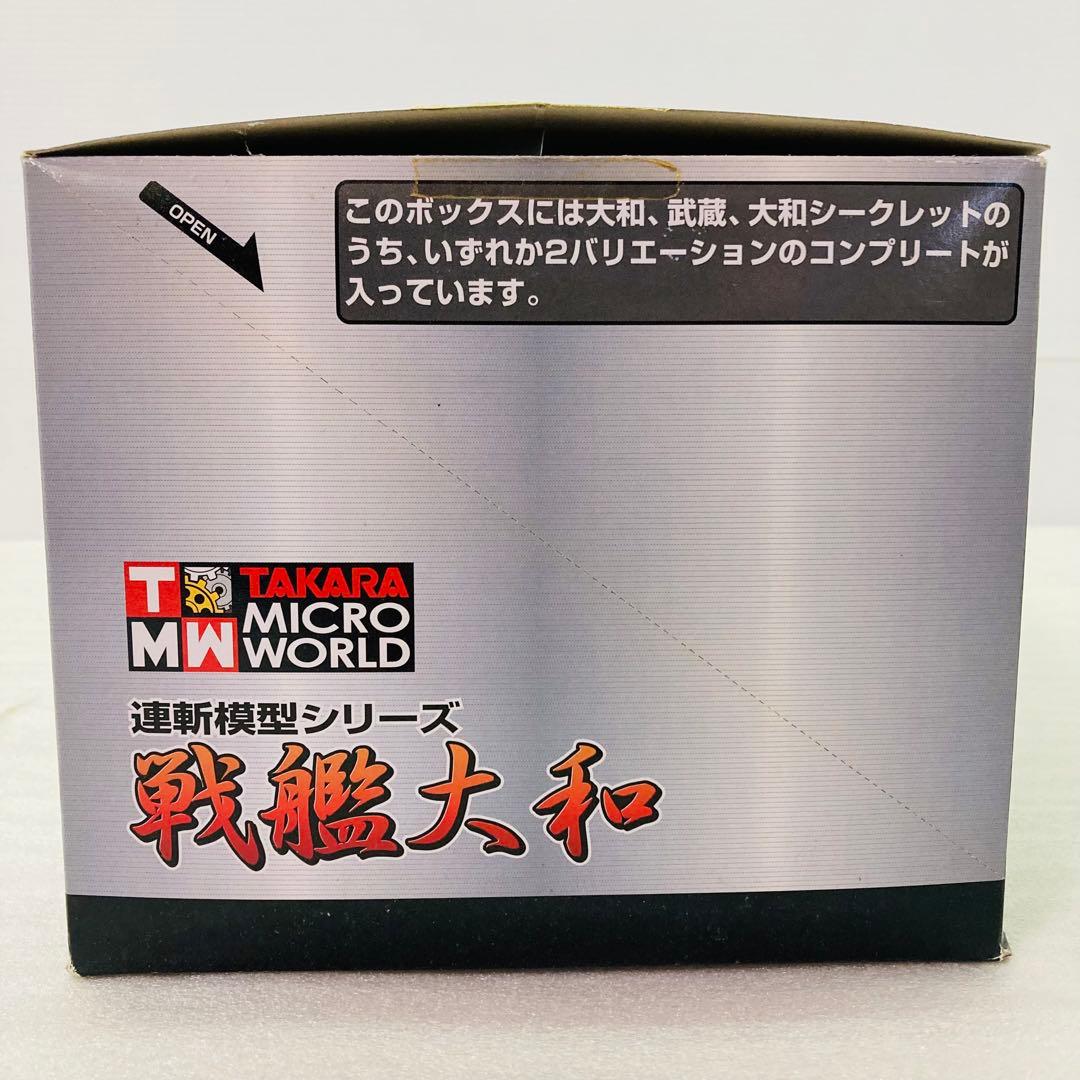 OPEN
このボックスには大和、武蔵、大和シークレットの
うち、いずれか2バリエーションのコンプリートが
入っています。
T
MW
TAKARA
MICRO
WORLD
連斬模型シリーズ
戦艦大和